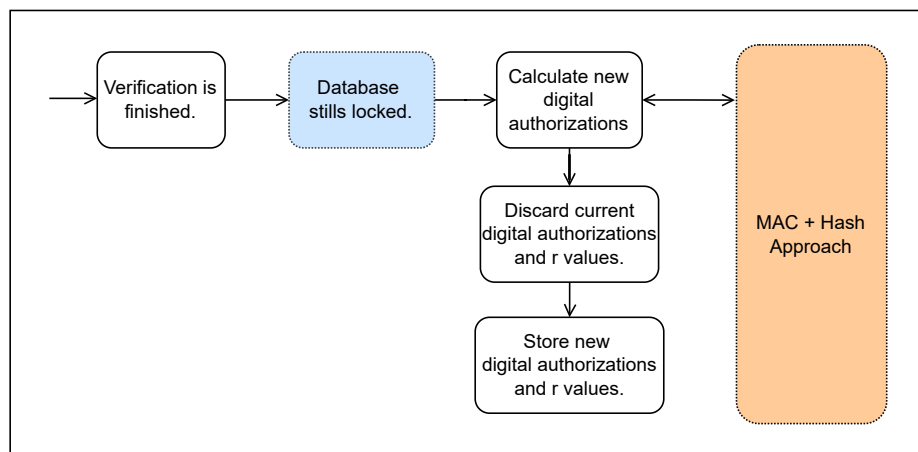 Verification is
finished.
Database
stills locked.
Calculate new
digital
authorizations
MAC + Hash
Approach
Discard current
digital authorizations
and r values.
Store new
digital authorizations
and r values.